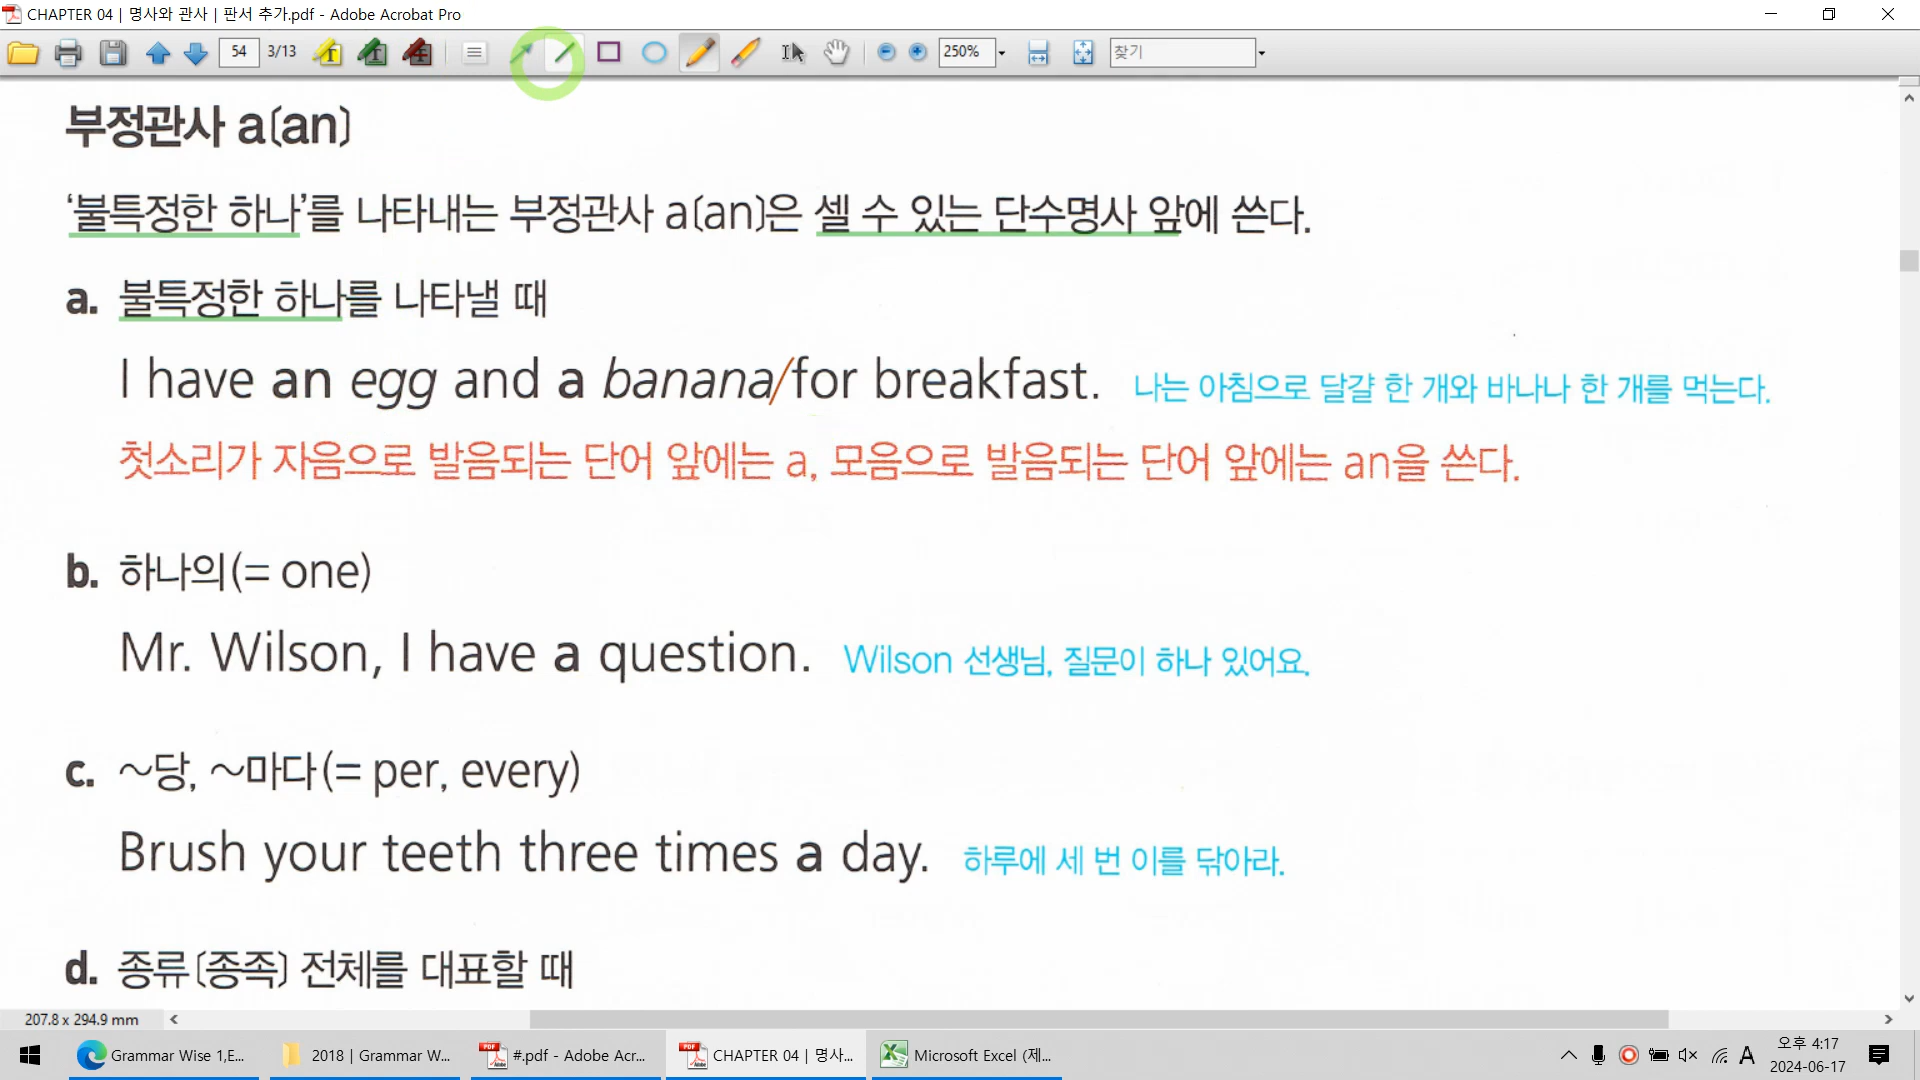 CHAPTER 04 | 명사와 관사 | 판서 추가.pdf - Adobe Acrobat Pro
54 3/13 250% 찾기
부정관사 a(an)
‘불특정한 하나’를 나타내는 부정관사 a(an)은 셀 수 있는 단수명사 앞에 쓴다.
a. 불특정한 하나를 나타낼 때
I have an egg and a banana/for breakfast. 나는 아침으로 달걀 한 개와 바나나 한 개를 먹는다.
첫소리가 자음으로 발음되는 단어 앞에는 a, 모음으로 발음되는 단어 앞에는 an을 쓴다.
b. 하나의(= one)
Mr. Wilson, I have a question. Wilson 선생님, 질문이 하나 있어요.
c. ~당, ~마다(= per, every)
Brush your teeth three times a day. 하루에 세 번 이를 닦아라.
d. 종류(종족) 전체를 대표할 때
207.8 x 294.9 mm
Grammar Wise 1,E... 2018 | Grammar W... #.pdf - Adobe Acr... CHAPTER 04 | 명사... Microsoft Excel (제... A 오후 4:17
2024-06-17